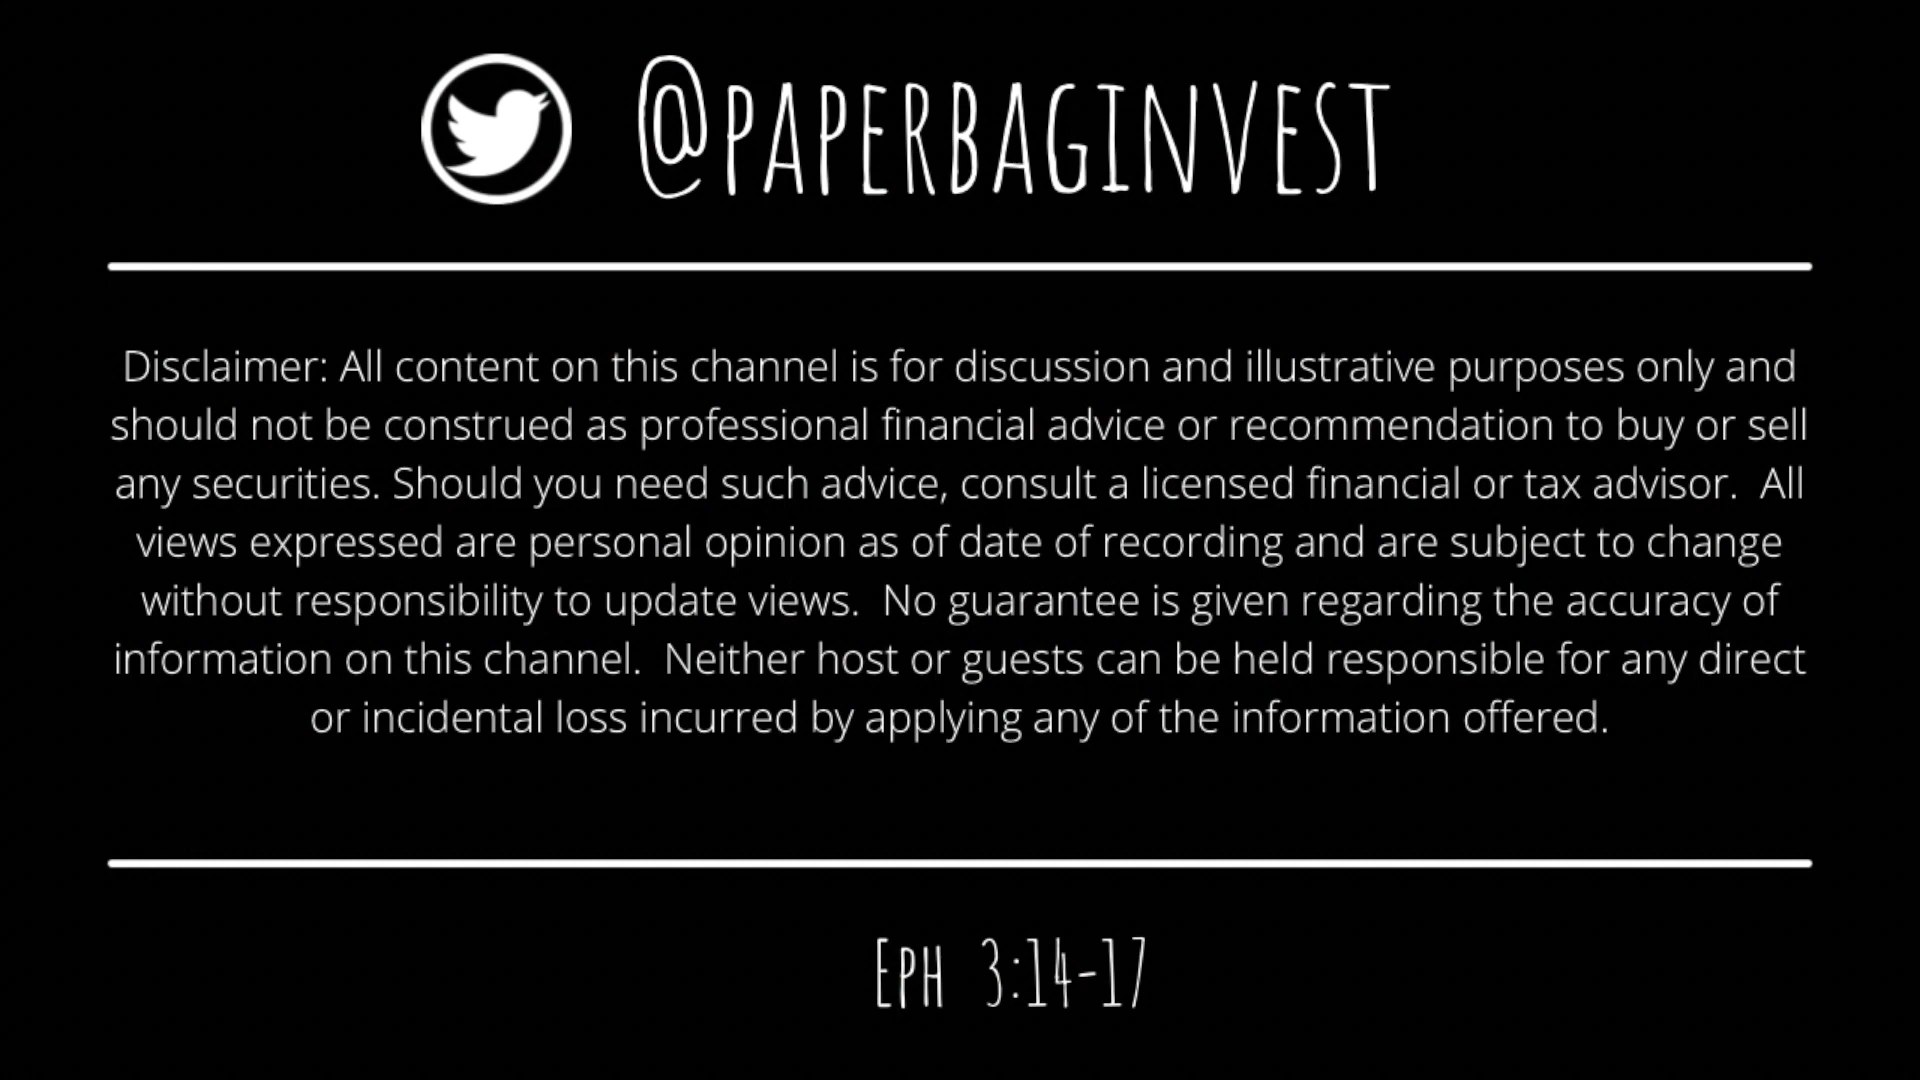 @PAPERBAGINVEST
Disclaimer: All content on this channel is for discussion and illustrative purposes only and
should not be construed as professional financial advice or recommendation to buy or sell
any securities. Should you need such advice, consult a licensed financial or tax advisor.  All
views expressed are personal opinion as of date of recording and are subject to change
without responsibility to update views.  No guarantee is given regarding the accuracy of
information on this channel.  Neither host or guests can be held responsible for any direct
or incidental loss incurred by applying any of the information offered.
EPH 3:14-17